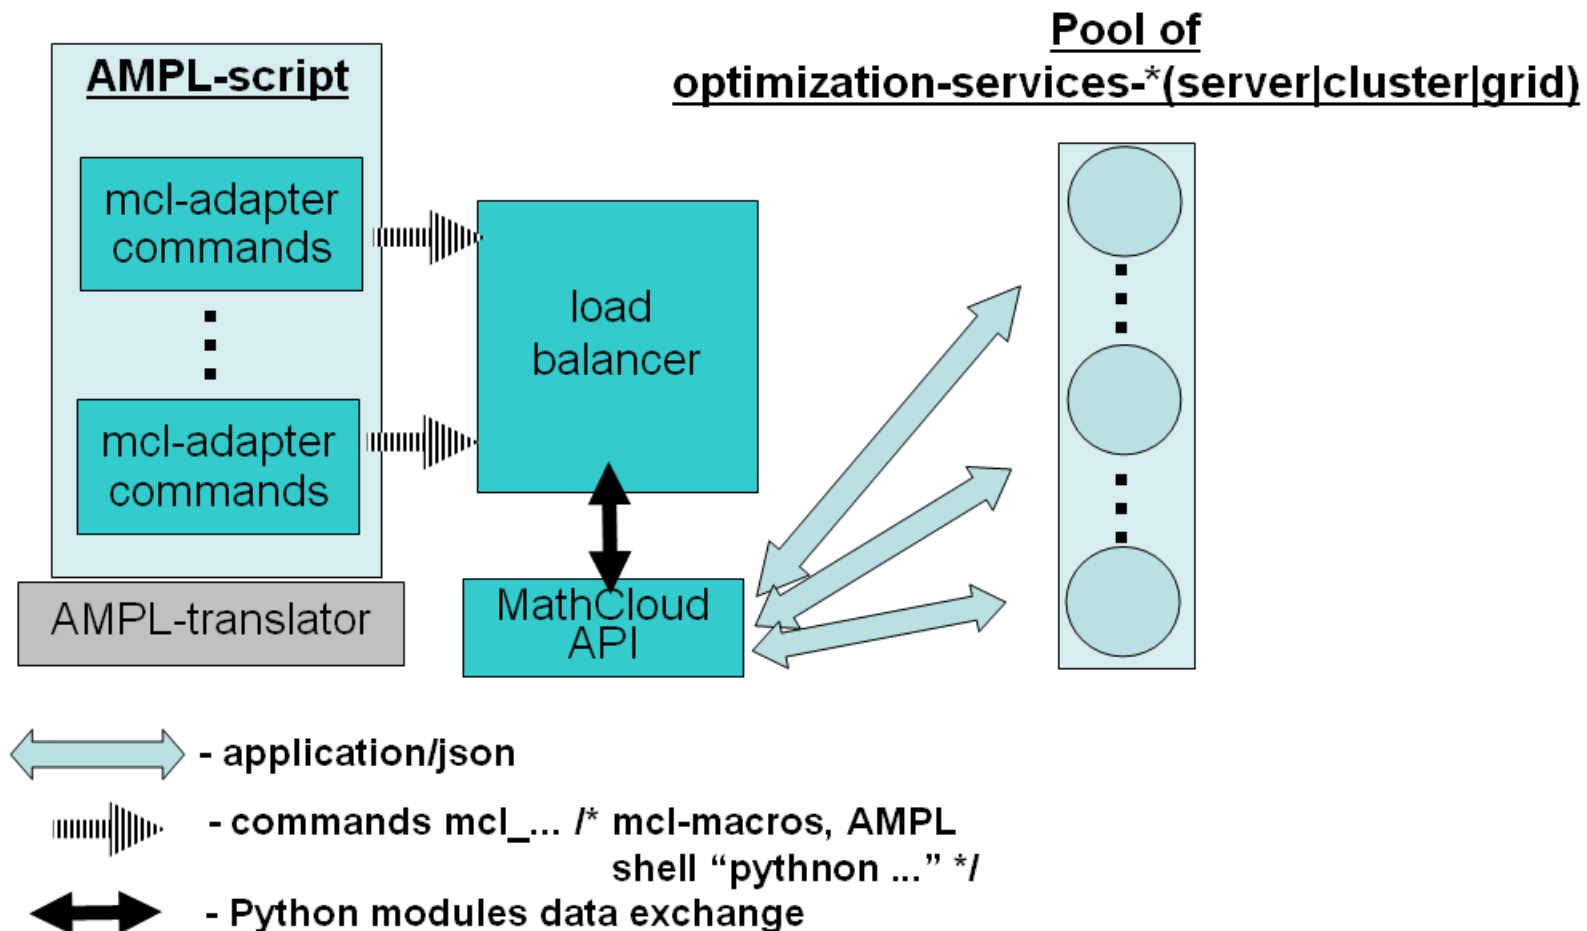 AMPL-script
mcl-adapter
commands
mcl-adapter
commands
AMPL-translator
load
balancer
MathCloud
API
Pool of
optimization-services-*(server|cluster|grid)
- application/json
- commands mcl_... /* mcl-macros, AMPL
shell “pythnon ...” */
- Python modules data exchange